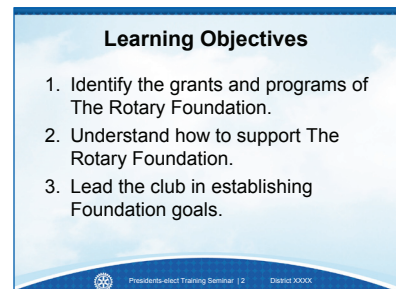 Learning Objectives
1. Identify the grants and programs of
The Rotary Foundation.
2. Understand how to support The
Rotary Foundation.
3. Lead the club in establishing
Foundation goals.
Presidents-elect Training Seminar | 2 District XXXX